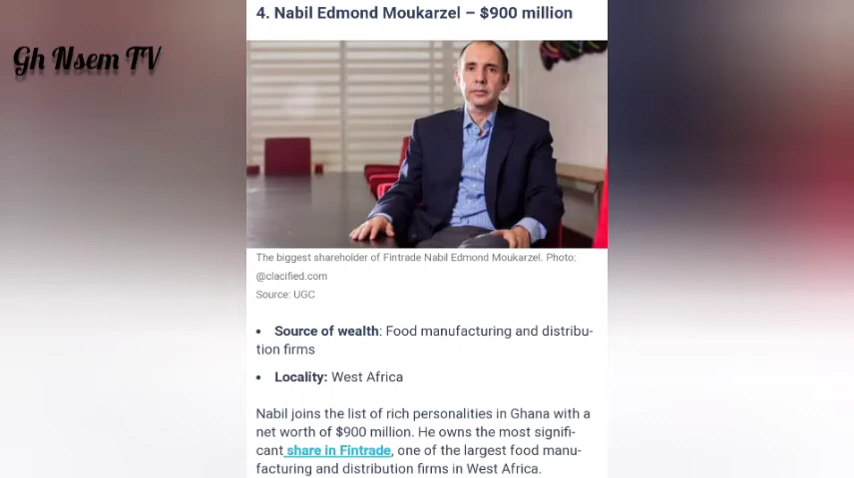 Gh Nsem TV
4. Nabil Edmond Moukarzel – $900 million
The biggest shareholder of Fintrade Nabil Edmond Moukarzel. Photo:
@clacified.com
Source: UGC
• Source of wealth: Food manufacturing and distribu-
tion firms
• Locality: West Africa
Nabil joins the list of rich personalities in Ghana with a
net worth of $900 million. He owns the most signifi-
cant share in Fintrade, one of the largest food manu-
facturing and distribution firms in West Africa.